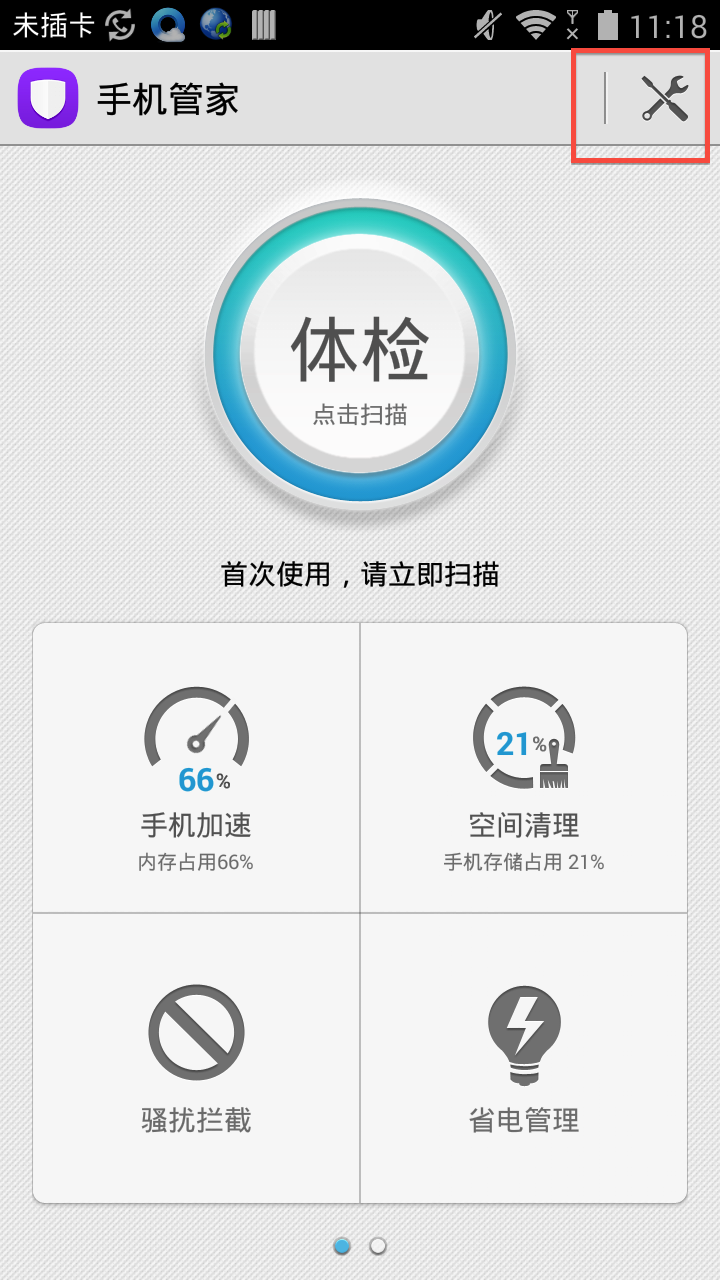 未插卡 11:18
手机管家
体检
点击扫描
首次使用，请立即扫描
66% 21%
手机加速 空间清理
内存占用66% 手机存储占用 21%
骚扰拦截 省电管理